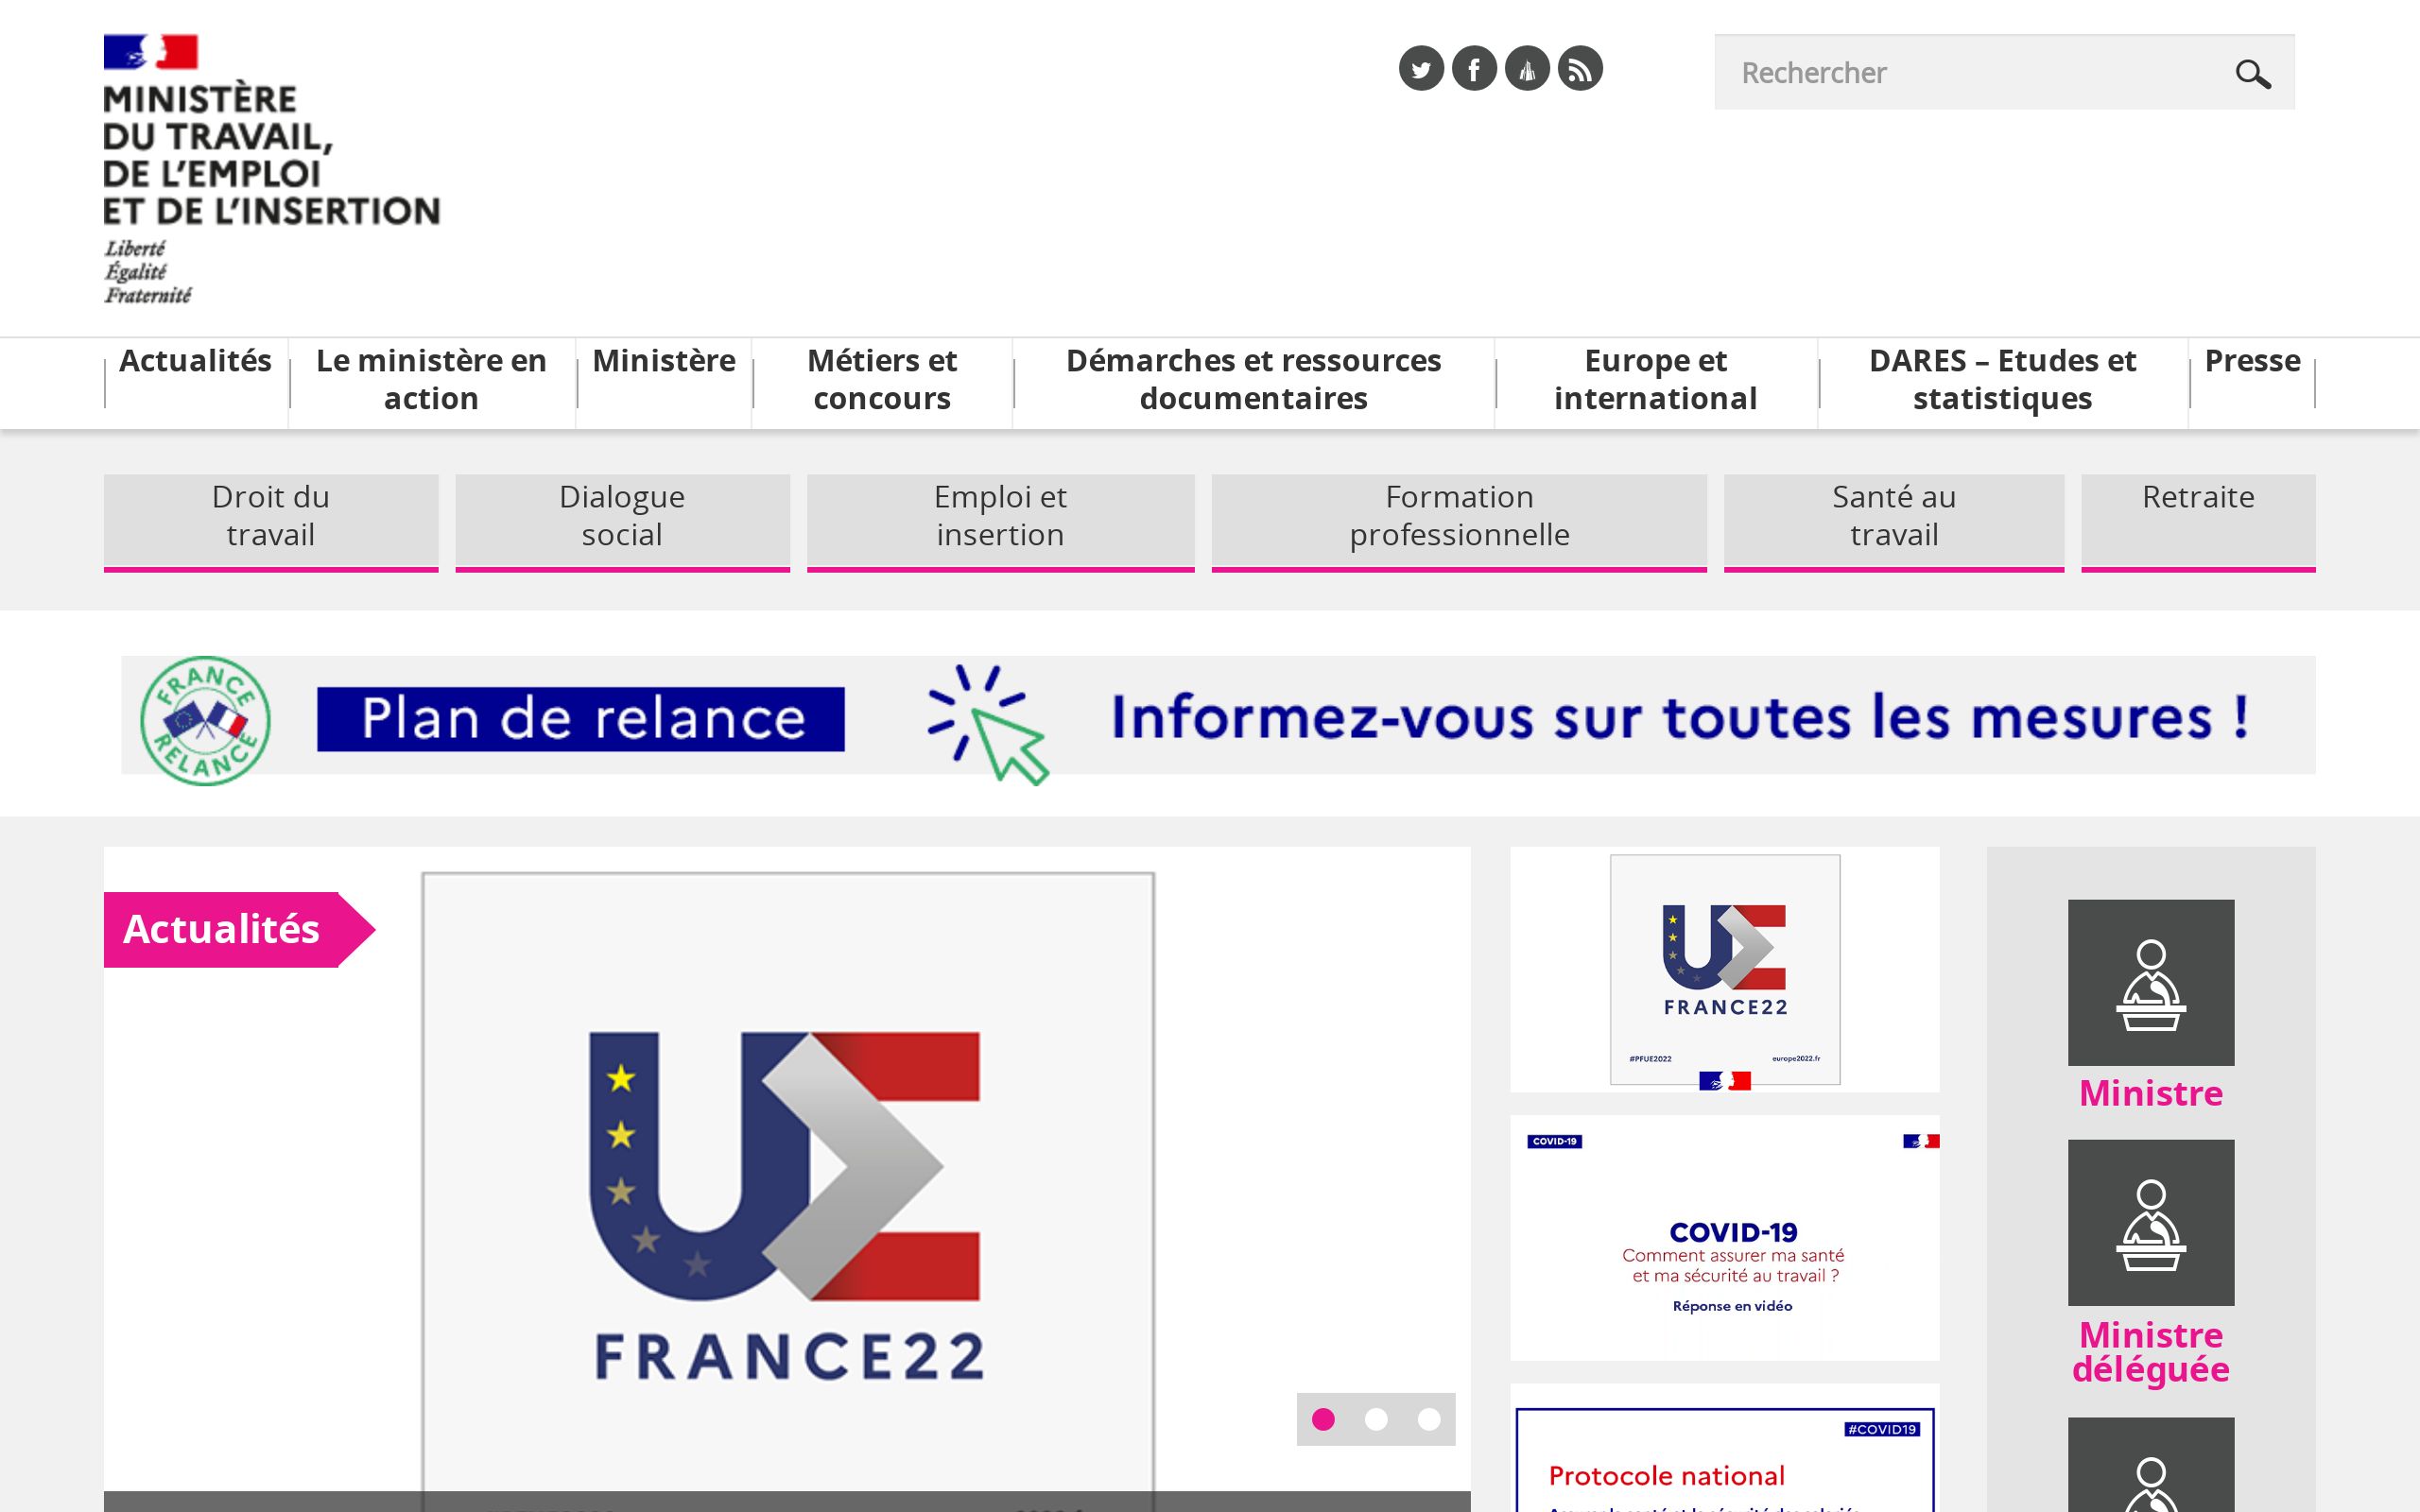 MINISTÈRE
DU TRAVAIL,
DE L'EMPLOI
ET DE L'INSERTION
Liberté
Égalité
Fraternité
Rechercher
Actualités
Le ministère en
action
Ministère
Métiers et
concours
Démarches et ressources
documentaires
Europe et
international
DARES – Etudes et
statistiques
Presse
Droit du
travail
Dialogue
social
Emploi et
insertion
Formation
professionnelle
Santé au
travail
Retraite
FRANCE
RELANCE
Plan de relance
Informez-vous sur toutes les mesures !
Actualités
UE
FRANCE22
UE
FRANCE22
#PFUE2022
europe2022.fr
COVID-19
COVID-19
Comment assurer ma santé
et ma sécurité au travail ?
Réponse en vidéo
#COVID19
Protocole national
Ministre
Ministre
déléguée